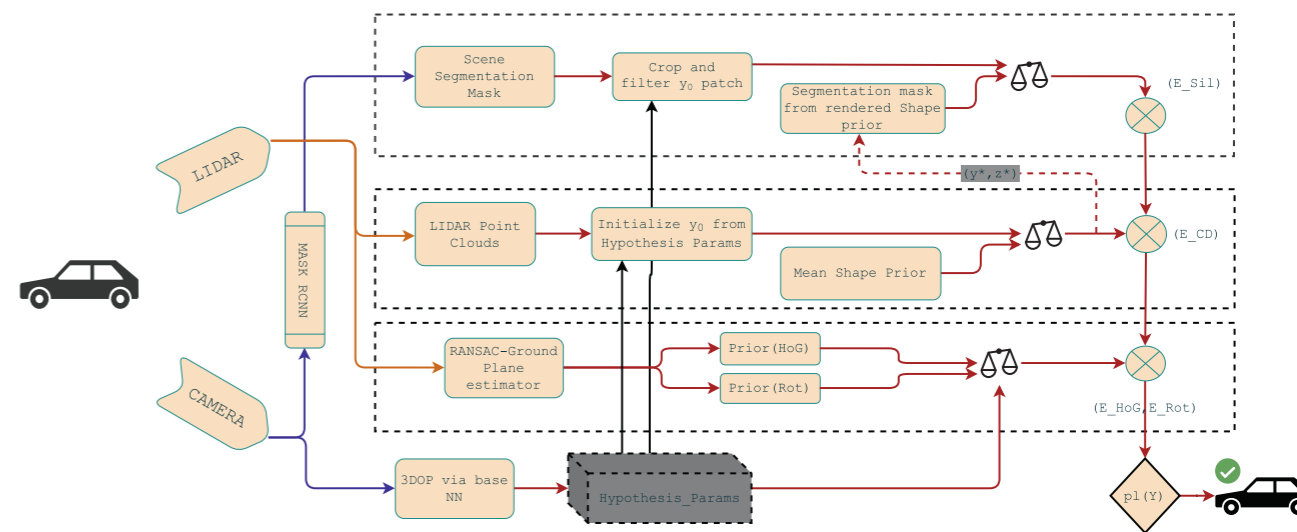 Scene
Segmentation
Mask
Crop and
filter y₀ patch
Segmentation mask
from rendered Shape
prior
(E_Sil)
LIDAR
(y*,z*)
LIDAR Point
Clouds
Initialize y₀ from
Hypothesis Params
(E_CD)
Mean Shape Prior
MASK RCNN
RANSAC-Ground
Plane
estimator
Prior(HoG)
Prior(Rot)
(E_HoG,E_Rot)
CAMERA
3DOP via base
NN
Hypothesis_Params
pl(Y)